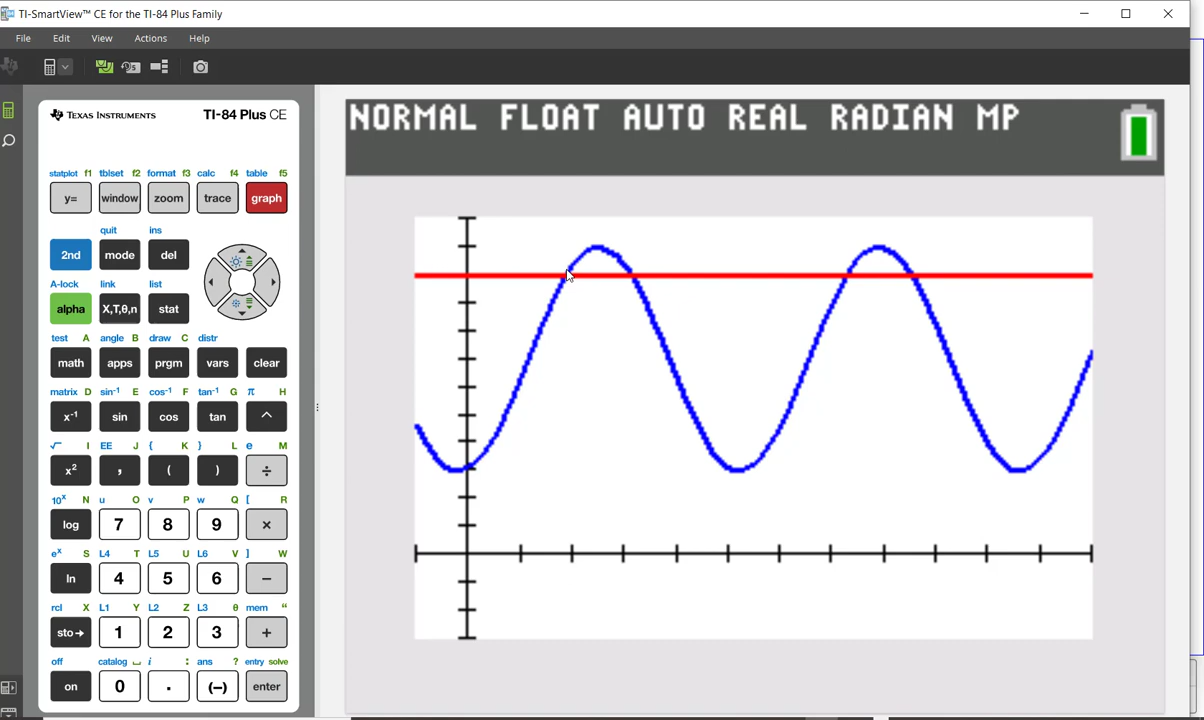 TI-SmartView™ CE for the TI-84 Plus Family
File Edit View Actions Help
TEXAS INSTRUMENTS TI-84 Plus CE
NORMAL FLOAT AUTO REAL RADIAN MP
statplot f1 tblset f2 format f3 calc f4 table f5
y= window zoom trace graph
quit ins
2nd mode del
A-lock link list
alpha X,T,θ,n stat
test A angle B draw C distr
math apps prgm vars clear
matrix D sin⁻¹ E cos⁻¹ F tan⁻¹ G π H
x⁻¹ sin cos tan ^
√ I EE J { K } L e M
x² , ( ) ÷
10ˣ N u O v P w Q [ R
log 7 8 9 ×
eˣ S L4 T L5 U L6 V ] W
ln 4 5 6 −
rcl X L1 Y L2 Z L3 θ mem “
sto→ 1 2 3 +
off catalog ⎵ i : ans ? entry solve
on 0 . (−) enter